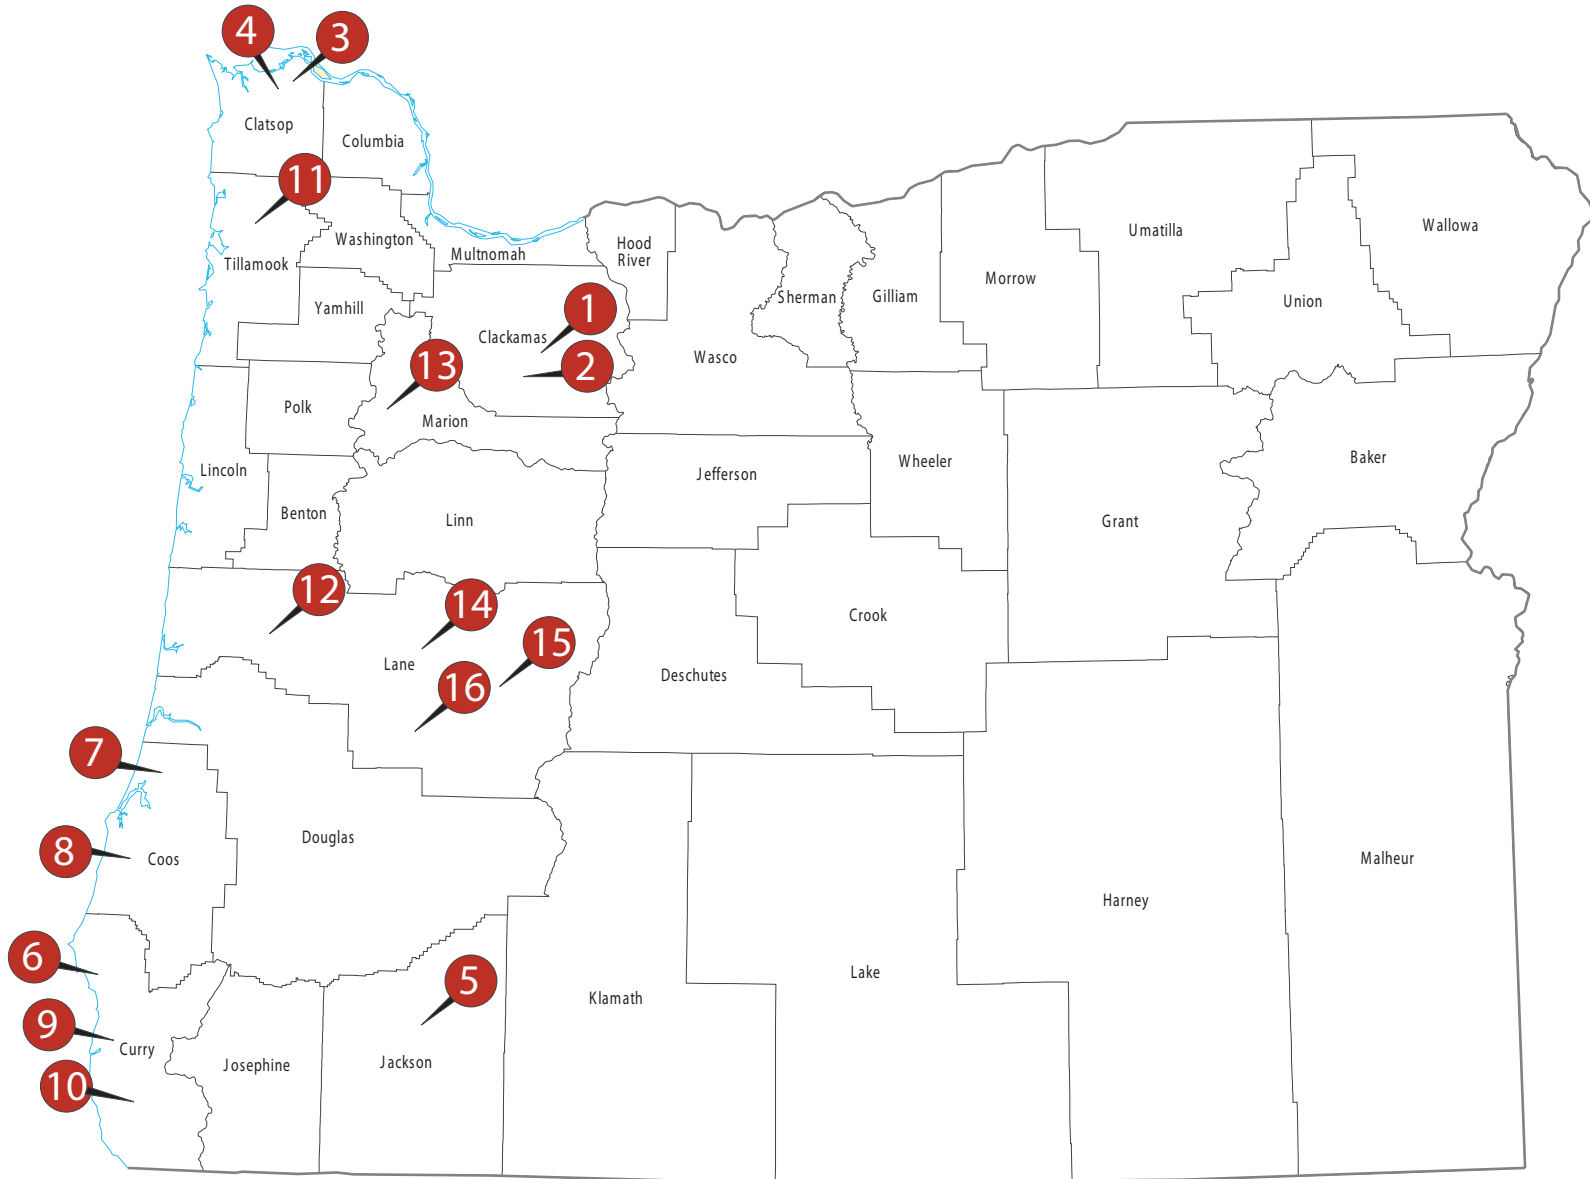 4
3
Clatsop
Columbia
11
Washington
Multnomah
Tillamook
Yamhill
Hood
River
Sherman
Gilliam
Morrow
Umatilla
Union
Wallowa
1
Clackamas
2
13
Wasco
Polk
Marion
Lincoln
Jefferson
Wheeler
Baker
Benton
Linn
Grant
12
14
Crook
15
Lane
16
Deschutes
7
8
Coos
Douglas
Malheur
Harney
6
5
Lake
Klamath
9
Curry
Josephine
Jackson
10